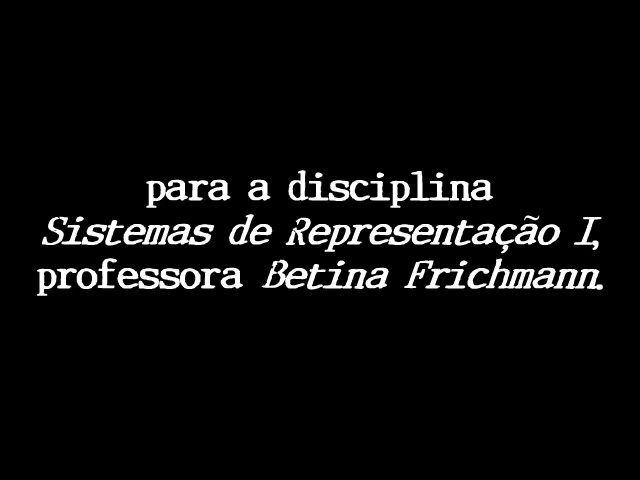 para a disciplina
Sistemas de Representação I,
professora Betina Frichmann.